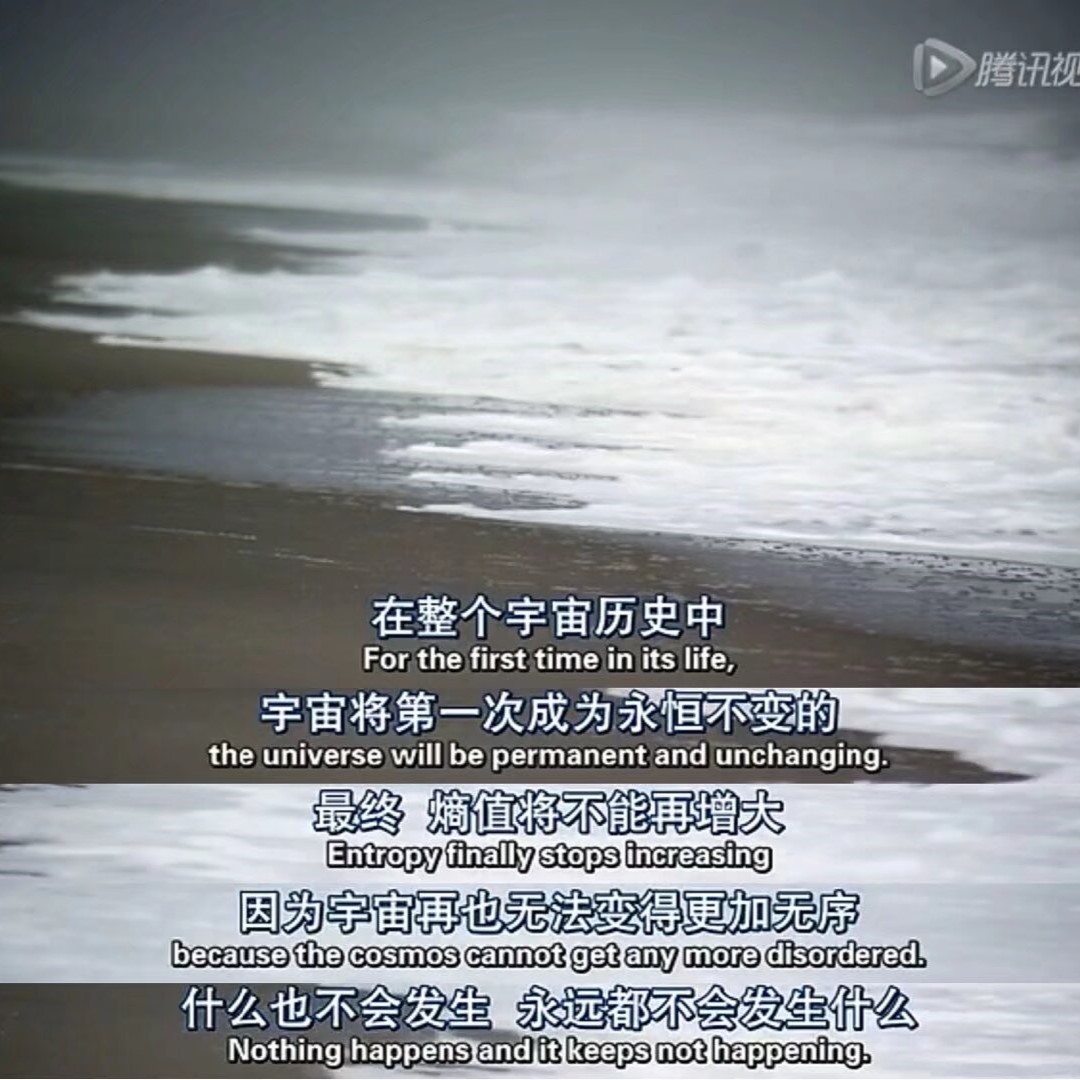 腾讯视
在整个宇宙历史中
For the first time in its life,
宇宙将第一次成为永恒不变的
the universe will be permanent and unchanging.
最终 熵值将不能再增大
Entropy finally stops increasing
因为宇宙再也无法变得更加无序
because the cosmos cannot get any more disordered.
什么也不会发生 永远都不会发生什么
Nothing happens and it keeps not happening.